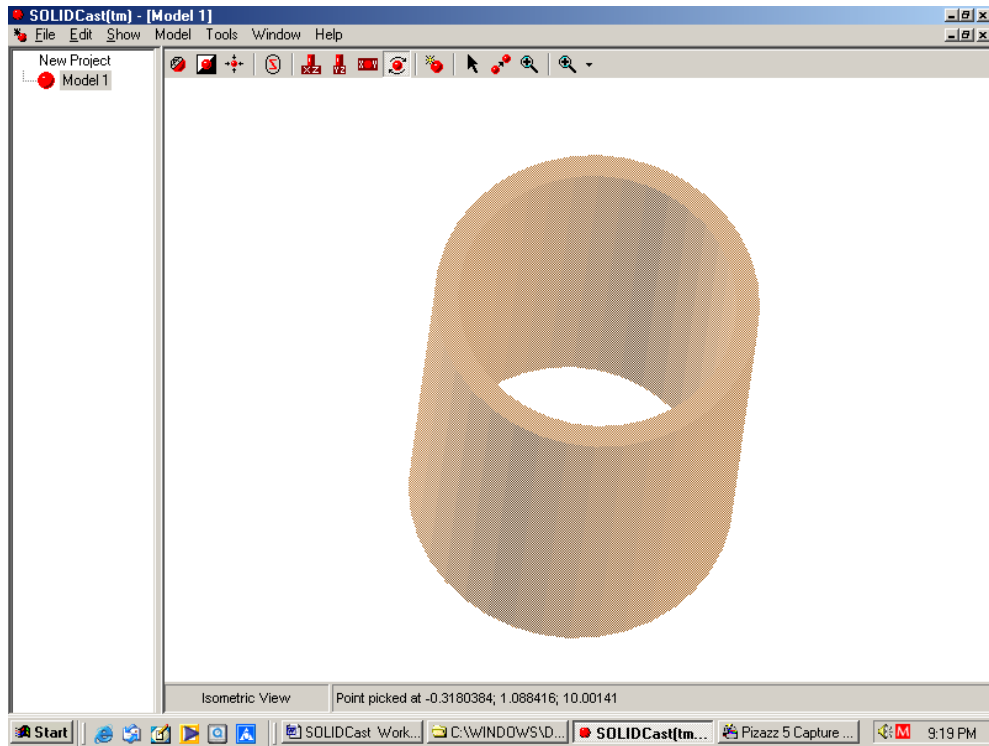 SOLIDCast(tm) - [Model 1]
File Edit Show Model Tools Window Help
New Project
Model 1
XZ YZ
Isometric View
Point picked at -0.3180384; 1.088416; 10.00141
Start
SOLIDCast Work...
C:\WINDOWS\D...
SOLIDCast(tm...
Pizazz 5 Capture ...
M
9:19 PM